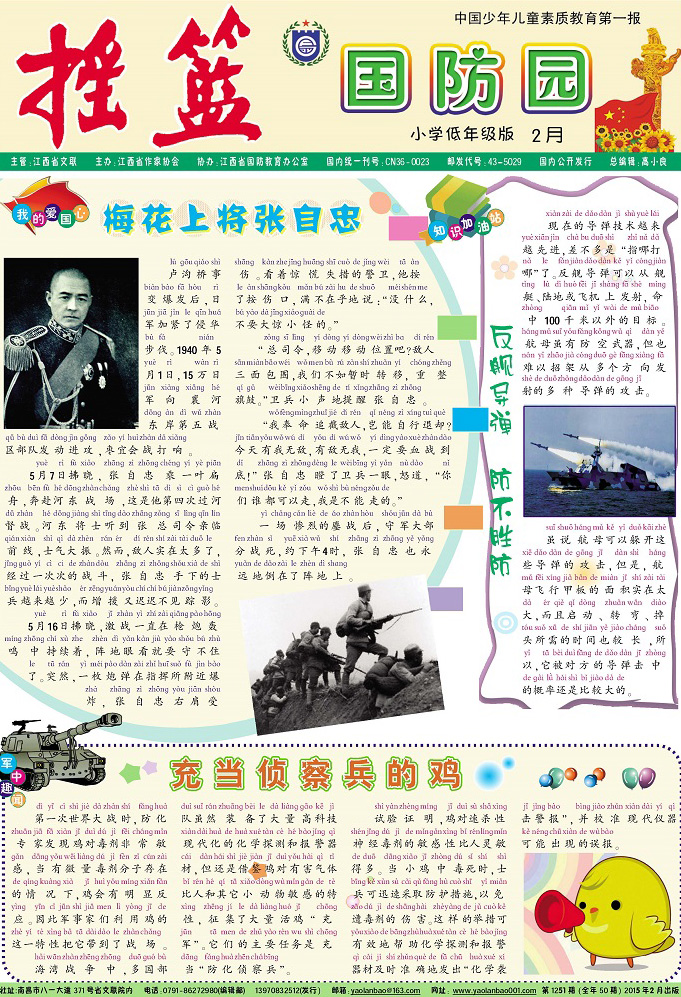 中国少年儿童素质教育第一报
摇篮
国防园
小学低年级版 2月
主管:江西省文联 主办:江西省作家协会 协办:江西省国防教育办公室 国内统一刊号:CN36-0023 邮发代号:43-5029 国内公开发行 总编辑:高小良
我的爱国心
梅花上将张自忠
卢沟桥事
变爆发后,日
军加紧了侵华
步伐。1940年5
月1日,15万日
军向襄河
东岸第五战
区部队发动进攻,枣宜会战打响。
5月7日拂晓,张自忠乘一叶扁
舟,奔赴河东战场,这是他第四次过河
督战。河东将士听到张总司令亲临
前线,士气大振。然而,敌人实在太多了,
经过一次次的战斗,张自忠手下的士
兵越来越少,而增援又迟迟不见踪影。
5月16日拂晓,激战一直在枪炮轰
鸣中持续着,阵地眼看就要守不住
了。突然,一枚炮弹在指挥所附近爆
炸,张自忠右肩受
伤。看着惊慌失措的警卫,他按
了按伤口,满不在乎地说:“没什么,
不要大惊小怪的。”
“总司令,移动移动位置吧?敌人
三面包围,我们不如暂时转移,重整
旗鼓。”卫兵小声地提醒张自忠。
“我奉命追截敌人,岂能自行退却?
今天有我无敌,有敌无我,一定要血战到
底!”张自忠瞪了卫兵一眼,怒道,“你
们谁都可以走,我是不能走的。”
一场惨烈的鏖战后,守军大部
分战死,约下午4时,张自忠也永
远地倒在了阵地上。
知识加油站
反舰导弹 防不胜防
现在的导弹技术越来
越先进,差不多是“指哪打
哪”了。反舰导弹可以从舰
艇、陆地或飞机上发射,命
中100千米以外的目标。
航母虽有防空武器,但也
难以招架从多个方向发
射的多种导弹的攻击。
虽说航母可以躲开这
些导弹的攻击,但是,航
母飞行甲板的面积实在太
大,而且启动、转弯、掉
头所需的时间也较长,所
以,它被对方的导弹击中
的概率还是比较大的。
军中趣闻
充当侦察兵的鸡
第一次世界大战时,防化
专家发现鸡对毒剂非常敏
感,当有微量毒剂分子存在
的情况下,鸡会有明显反
应。因此军事家们利用鸡的
这一特性把它带到了战场。
海湾战争中,多国部
队虽然装备了大量高科技
现代化的化学探测和报警器
材,但还是借鉴鸡对有害气体
比人和其它小动物敏感的特
性,征集了大量活鸡“充
军”。它们的主要任务是充
当“防化侦察兵”。
试验证明,鸡对速杀性
神经毒剂的敏感性比人灵敏
得多。当小鸡中毒死时,士
兵可迅速采取防护措施,以免
遭毒剂的伤害。这样的举措可
有效地帮助化学探测和报警
器材及时准确地发出“化学袭
击警报”,并校准现代仪器
可能出现的误报。
社址:南昌市八一大道371号省文联院内 电话:0791-86272980(编辑部) 13970832512(发行) 邮箱:yaolanbao@163.com 网址:www.yaolanbao001.com 第1251期(全年50期)2015年2月出版